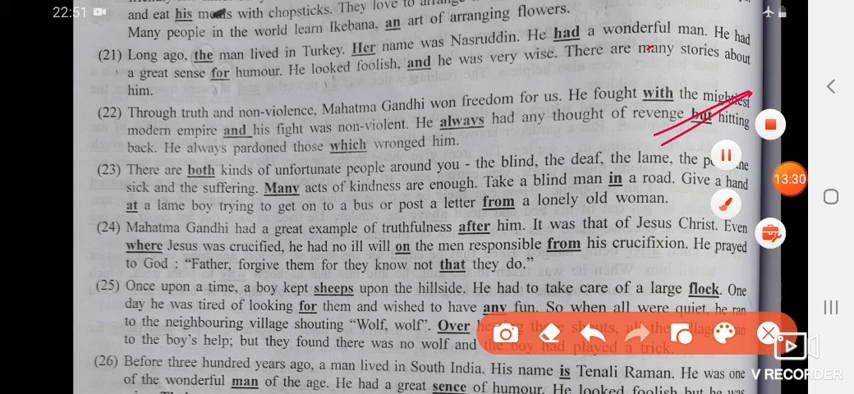 22:51
and eat his meals with chopsticks. They love to arrange
Many people in the world learn Ikebana, an art of arranging flowers.
(21) Long ago, the man lived in Turkey. Her name was Nasruddin. He had a wonderful man. He had
a great sense for humour. He looked foolish, and he was very wise. There are many stories about
him.
(22) Through truth and non-violence, Mahatma Gandhi won freedom for us. He fought with the mightiest
modern empire and his fight was non-violent. He always had any thought of revenge but hitting
back. He always pardoned those which wronged him.
(23) There are both kinds of unfortunate people around you - the blind, the deaf, the lame, the
sick and the suffering. Many acts of kindness are enough. Take a blind man in a road. Give a hand
at a lame boy trying to get on to a bus or post a letter from a lonely old woman.
13:30
(24) Mahatma Gandhi had a great example of truthfulness after him. It was that of Jesus Christ. Even
where Jesus was crucified, he had no ill will on the men responsible from his crucifixion. He prayed
to God : “Father, forgive them for they know not that they do.”
(25) Once upon a time, a boy kept sheeps upon the hillside. He had to take care of a large flock. One
day he was tired of looking for them and wished to have any fun. So when all were quiet, he ran
to the neighbouring village shouting “Wolf, wolf”. Over
to the boy's help; but they found there was no wolf and the boy had played a trick.
V RECORDER
(26) Before three hundred years ago, a man lived in South India. His name is Tenali Raman. He was one
of the wonderful man of the age. He had a great sense of humour. He looked foolish but he was